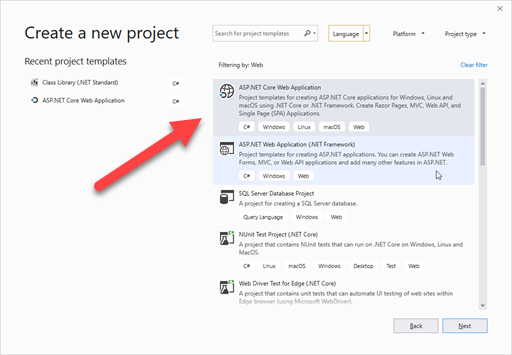 Create a new project
Search for project templates
Language
Platform
Project type
Recent project templates
Class Library (.NET Standard)
C#
ASP.NET Core Web Application
C#
Filtering by: Web
Clear filter
ASP.NET Core Web Application
Project templates for creating ASP.NET Core applications for Windows, Linux and
macOS using .NET Core or .NET Framework. Create Razor Pages, MVC, Web API, and
Single Page (SPA) Applications.
C# Windows Linux macOS Web
ASP.NET Web Application (.NET Framework)
Project templates for creating ASP.NET applications. You can create ASP.NET Web
Forms, MVC, or Web API applications and add many other features in ASP.NET.
C# Windows Web
SQL Server Database Project
A project for creating a SQL Server database.
Query Language Windows Web
NUnit Test Project (.NET Core)
A project that contains NUnit tests that can run on .NET Core on Windows, Linux and
MacOS.
C# Linux macOS Windows Desktop Test Web
Web Driver Test for Edge (.NET Core)
A project that contains unit tests that can automate UI testing of web sites within
Edge browser (using Microsoft WebDriver).
Back
Next